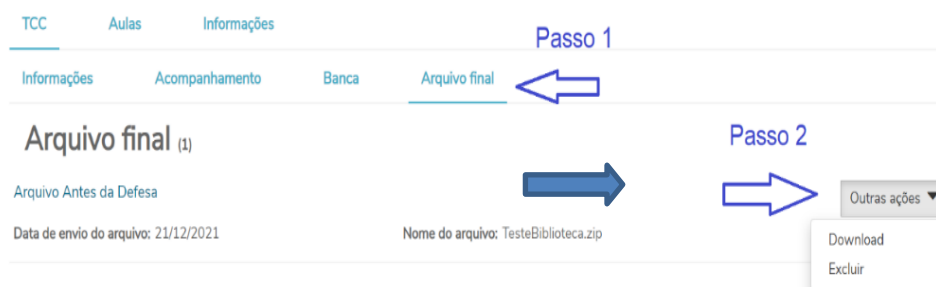 TCC Aulas Informações
Passo 1
Informações Acompanhamento Banca Arquivo final
Arquivo final (1)
Passo 2
Arquivo Antes da Defesa
Outras ações
Data de envio do arquivo: 21/12/2021 Nome do arquivo: TesteBiblioteca.zip
Download
Excluir